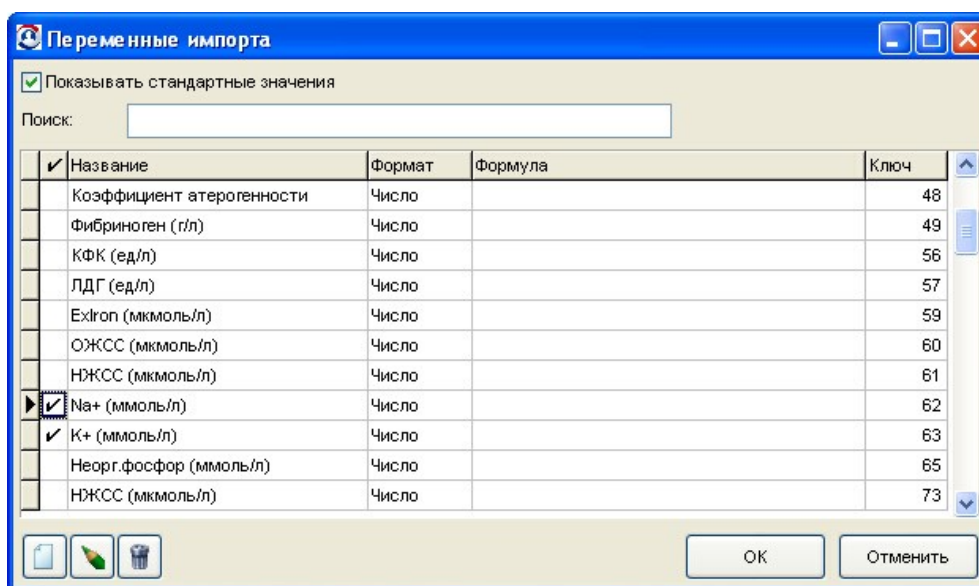 Переменные импорта
Показывать стандартные значения
Поиск:
Название Формат Формула Ключ
Коэффициент атерогенности Число 48
Фибриноген (г/л) Число 49
КФК (ед/л) Число 56
ЛДГ (ед/л) Число 57
ExIron (мкмоль/л) Число 59
ОЖСС (мкмоль/л) Число 60
НЖСС (мкмоль/л) Число 61
Na+ (ммоль/л) Число 62
K+ (ммоль/л) Число 63
Неорг.фосфор (ммоль/л) Число 65
НЖСС (мкмоль/л) Число 73
ОК Отменить